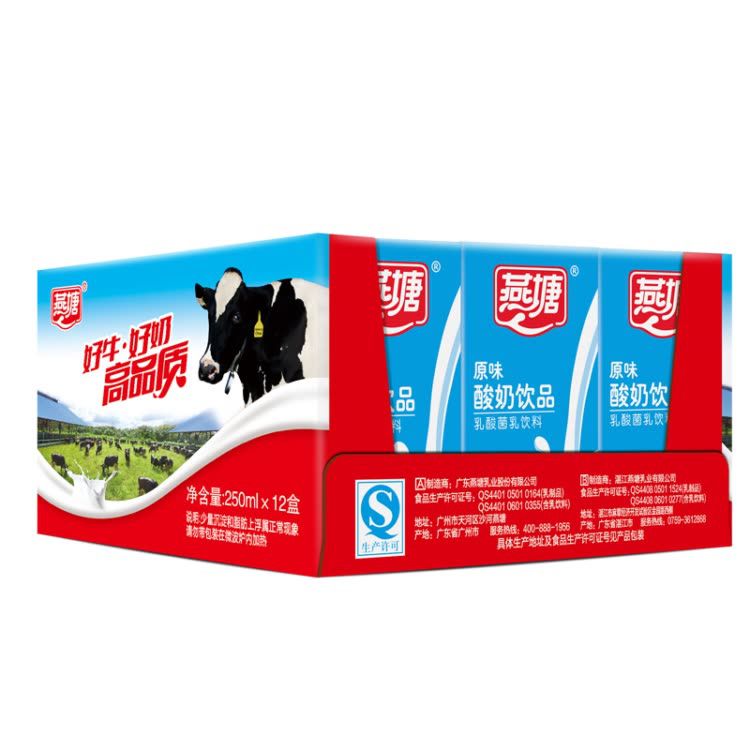 燕塘®
好牛·好奶
高品质
净含量:250ml x 12盒
说明:少量沉淀和脂肪上浮属正常现象
请勿带包装在微波炉内加热
®
燕塘®
燕塘
饮品
饮料
原味
酸奶饮品
乳酸菌乳饮料
原味
酸奶饮
乳酸菌乳饮
S
生产许可
A制造商:广东燕塘乳业股份有限公司
食品生产许可证号:QS4401 0501 0164(乳制品)
QS4401 0601 0355(含乳饮料)
地址:广州市天河区沙河燕塘
产地:广东省广州市 服务热线:400-888-1956
B制造商:湛江燕塘乳业有限公司
食品生产许可证号:QS4408 0501 1524(乳制品)
QS4408 0601 0277(含乳饮料)
产地:广东省湛江市 服务热线:0759-3612888
具体生产地址及食品生产许可证号见产品包装